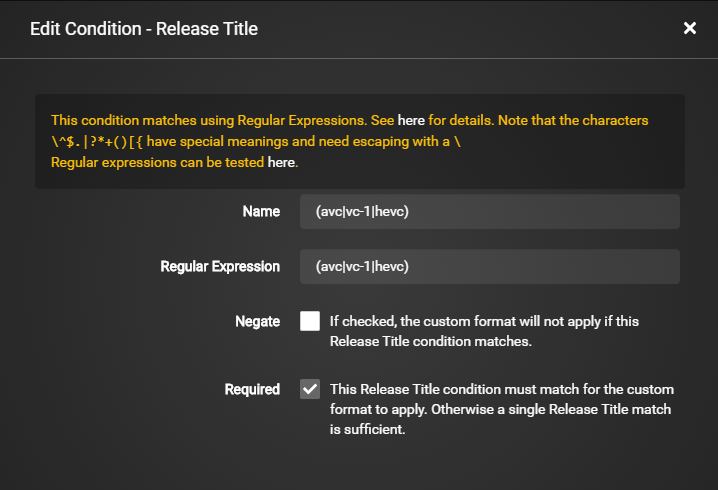 Edit Condition - Release Title
This condition matches using Regular Expressions. See here for details. Note that the characters
\^$.|?*+()[{ have special meanings and need escaping with a \
Regular expressions can be tested here.
Name
(avc|vc-1|hevc)
Regular Expression
(avc|vc-1|hevc)
Negate
If checked, the custom format will not apply if this
Release Title condition matches.
Required
This Release Title condition must match for the custom
format to apply. Otherwise a single Release Title match
is sufficient.